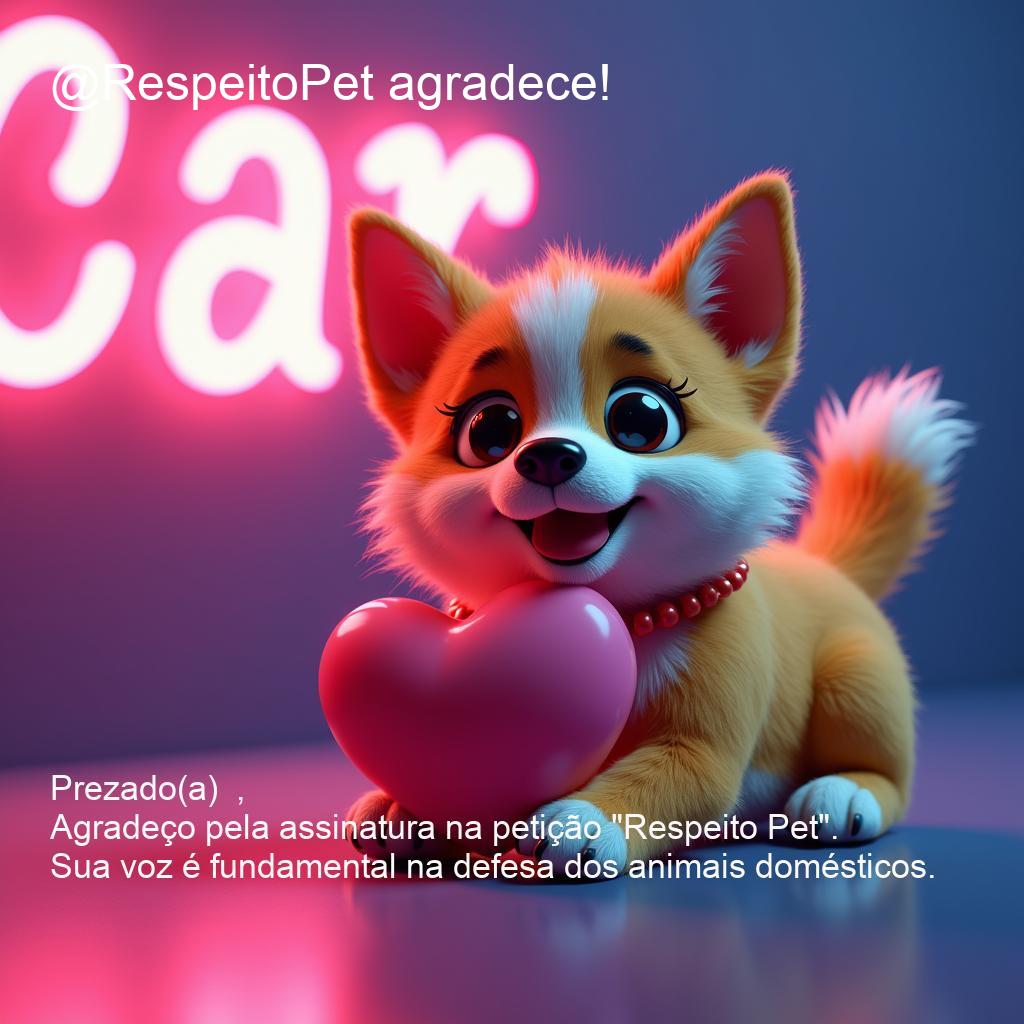 @RespeitoPet agradece!
Car
Prezado(a)  ,
Agradeço pela assinatura na petição "Respeito Pet".
Sua voz é fundamental na defesa dos animais domésticos.